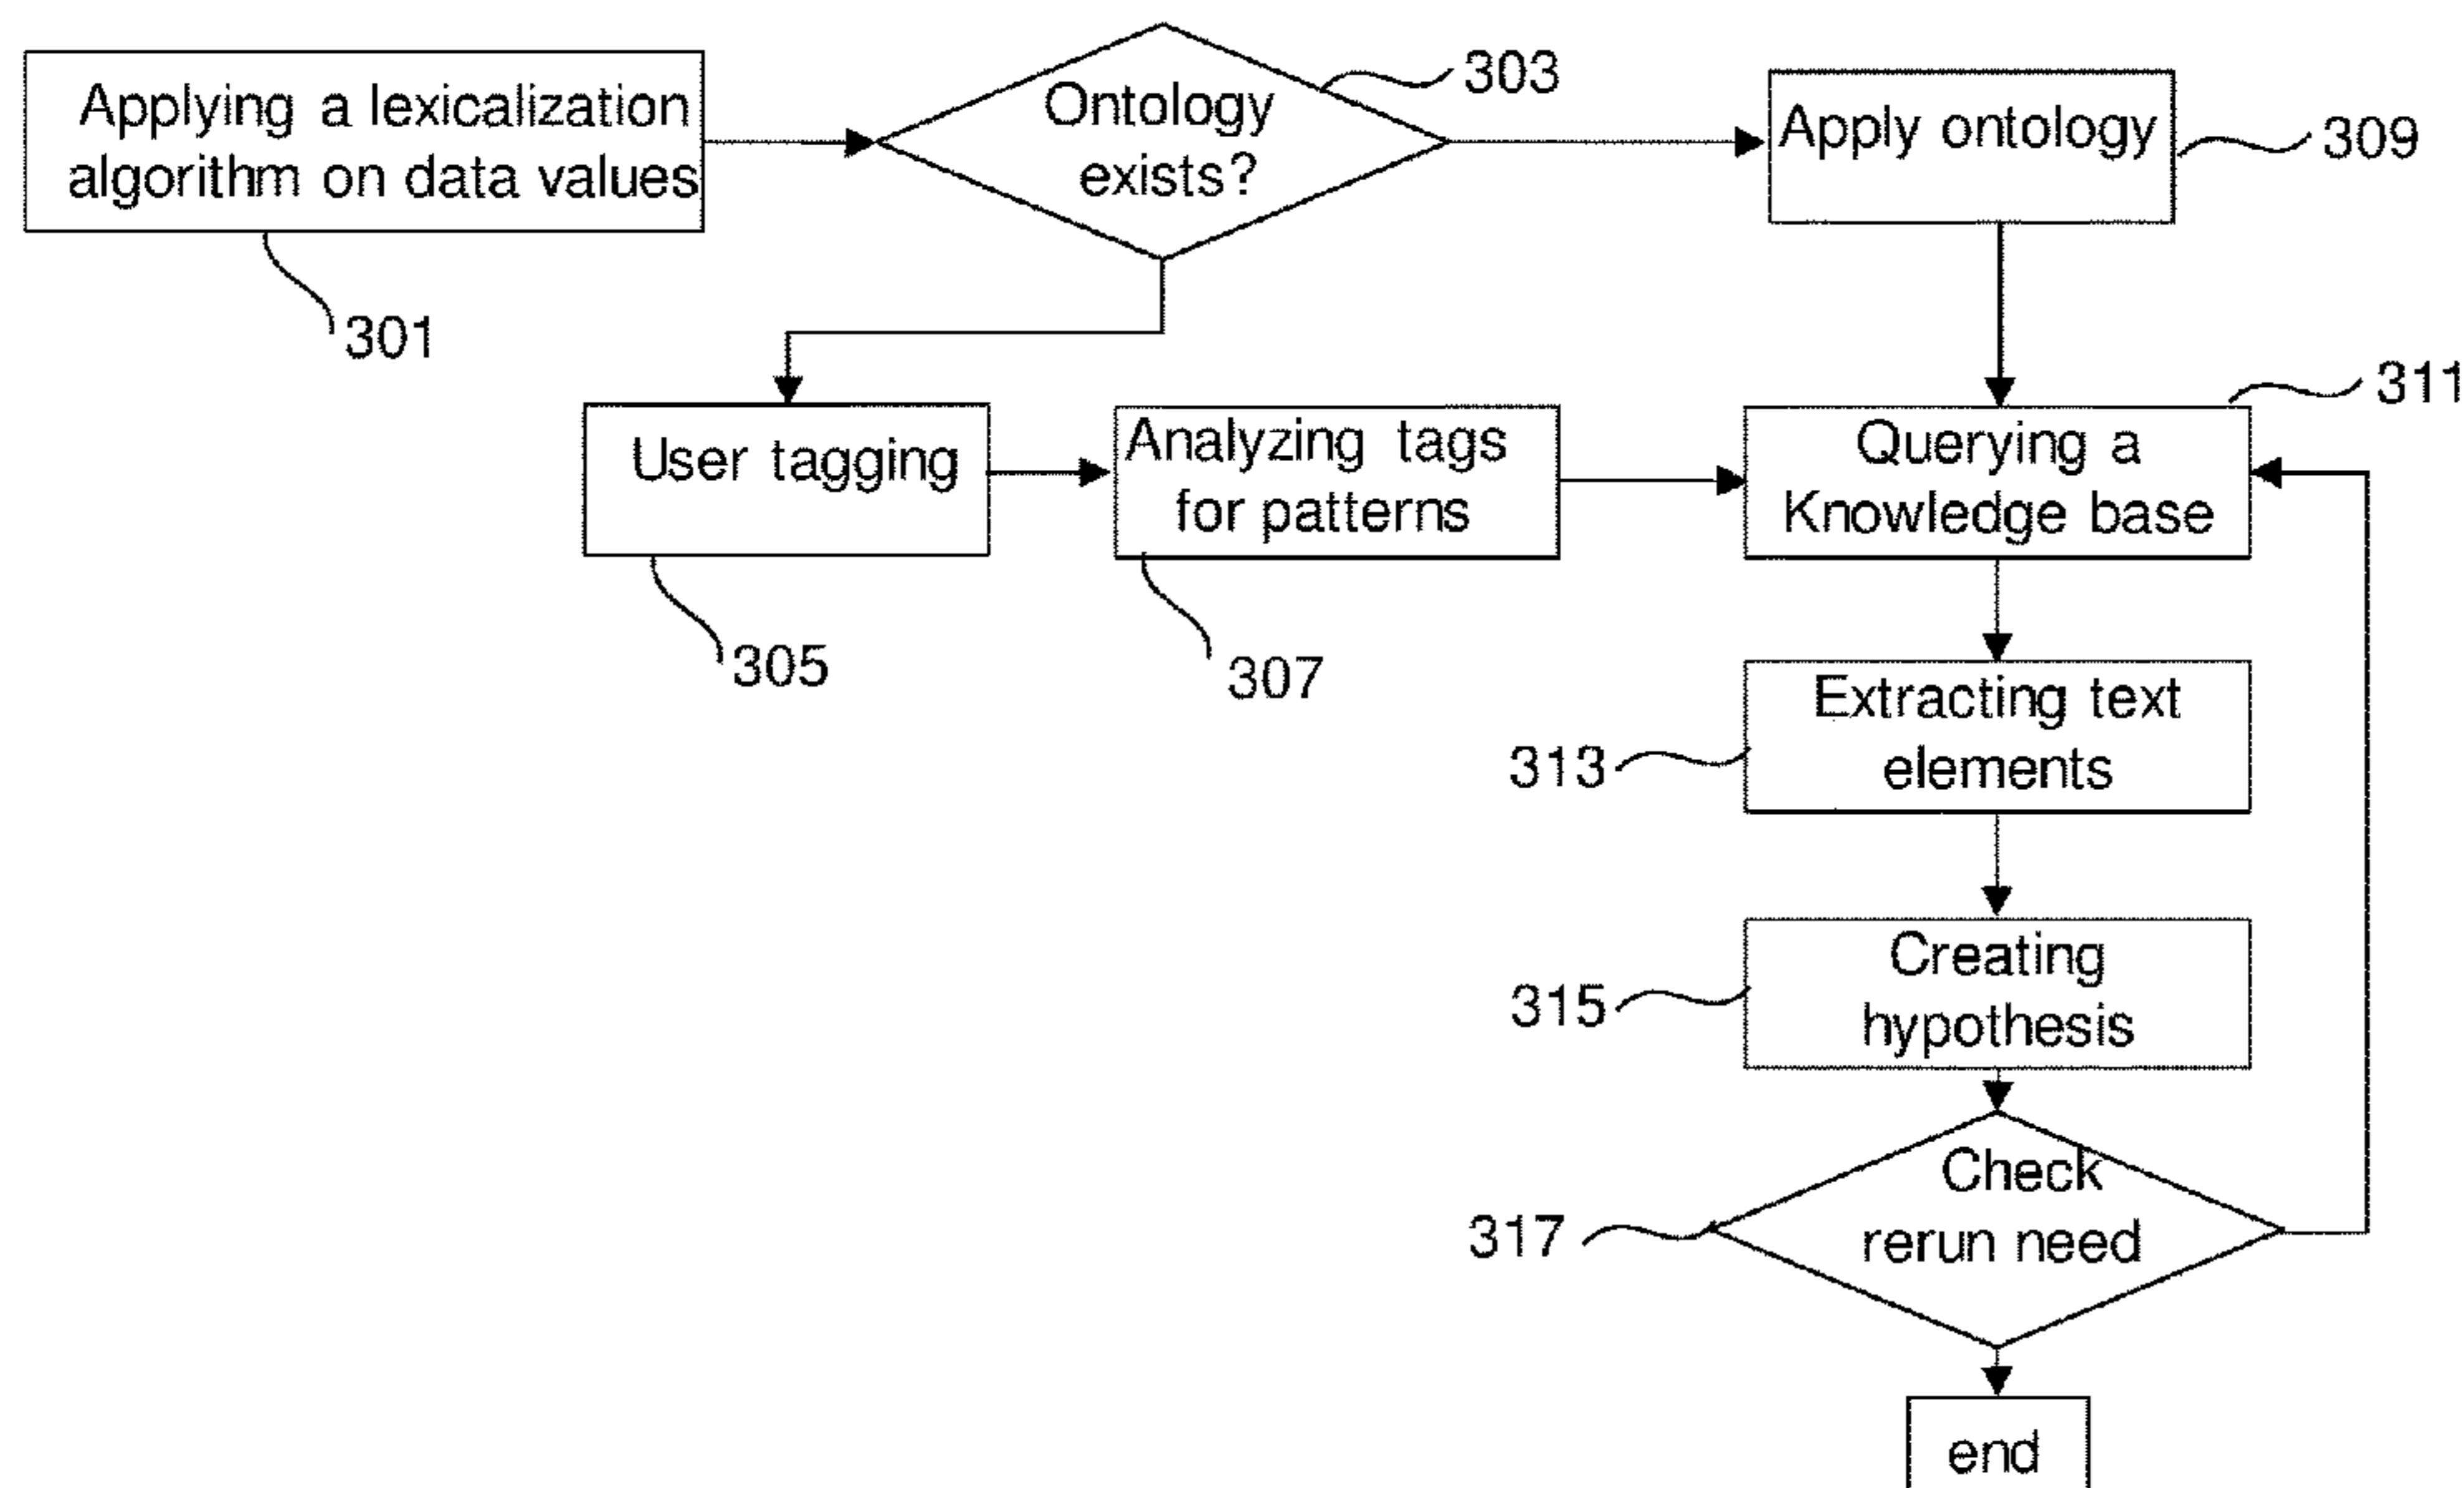 Applying a lexicalization
algorithm on data values
301
Ontology
exists?
303
Apply ontology
309
User tagging
305
Analyzing tags
for patterns
307
Querying a
Knowledge base
311
Extracting text
elements
313
Creating
hypothesis
315
Check
rerun need
317
end